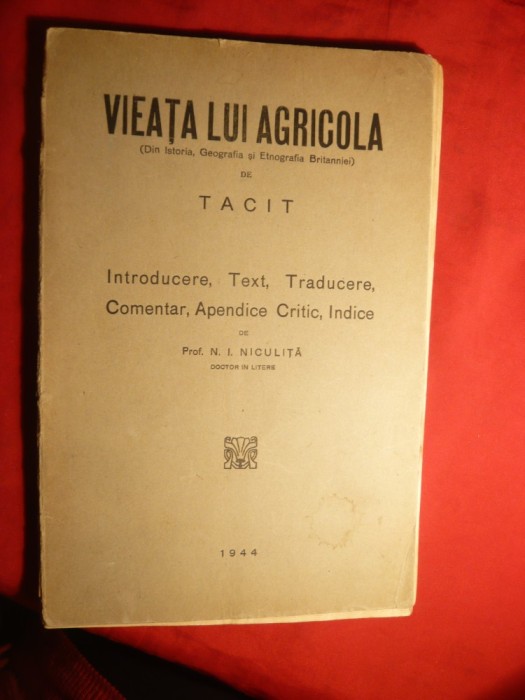 VIEAȚA LUI AGRICOLA
(Din Istoria, Geografia și Etnografia Britanniei)
DE
TACIT
Introducere, Text, Traducere,
Comentar, Apendice Critic, Indice
DE
Prof. N. I. NICULIȚĂ
DOCTOR IN LITERE
1944